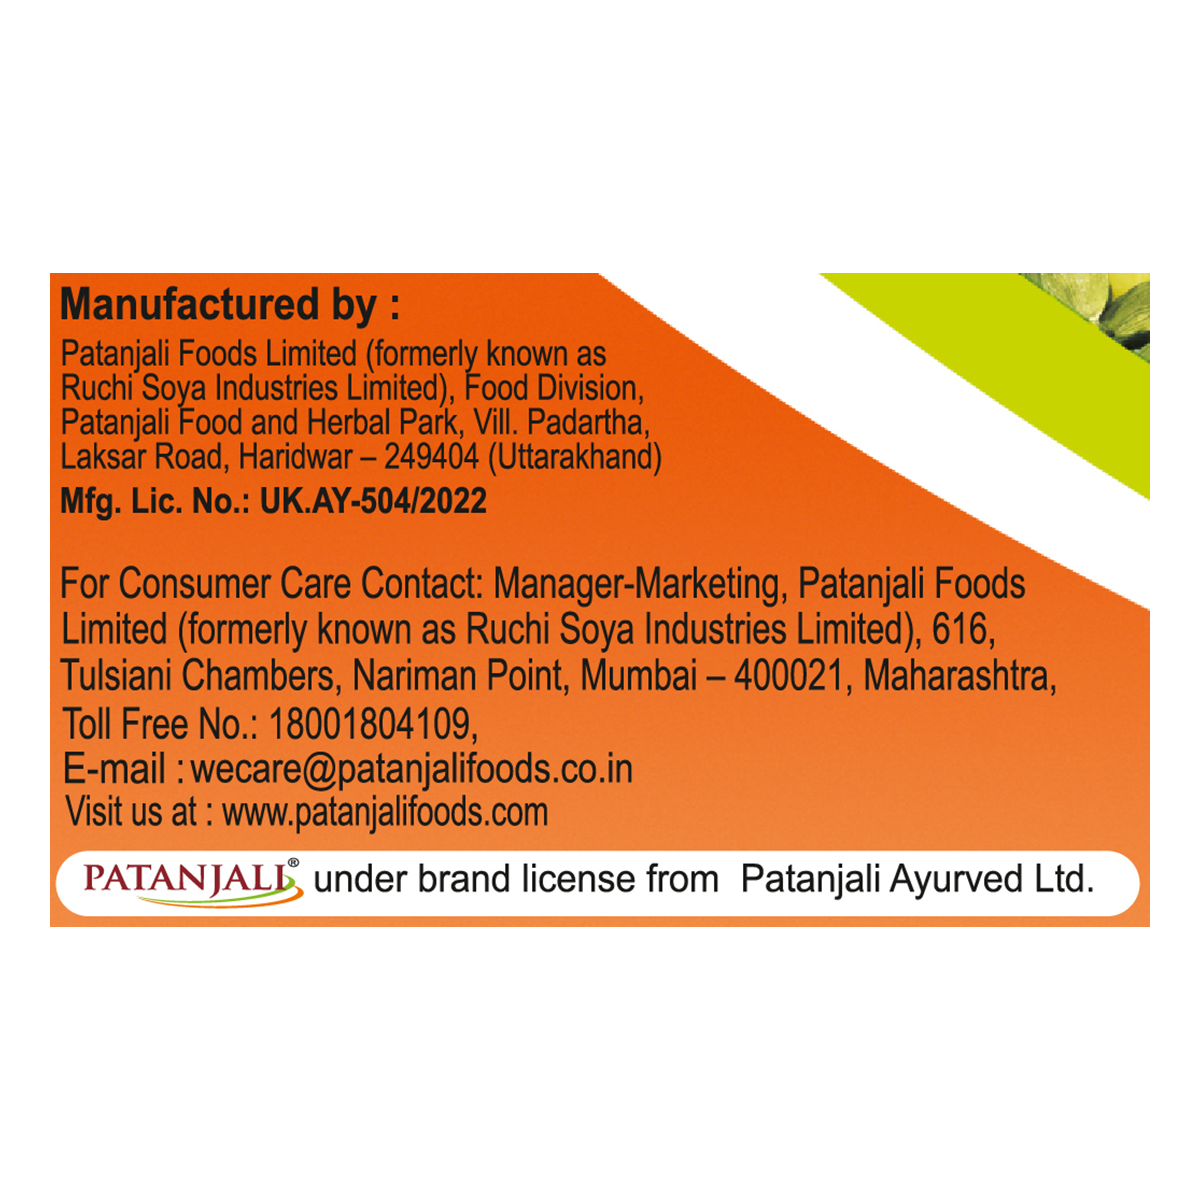 Manufactured by :
Patanjali Foods Limited (formerly known as
Ruchi Soya Industries Limited), Food Division,
Patanjali Food and Herbal Park, Vill. Padartha,
Laksar Road, Haridwar – 249404 (Uttarakhand)
Mfg. Lic. No.: UK.AY-504/2022
For Consumer Care Contact: Manager-Marketing, Patanjali Foods
Limited (formerly known as Ruchi Soya Industries Limited), 616,
Tulsiani Chambers, Nariman Point, Mumbai – 400021, Maharashtra,
Toll Free No.: 18001804109,
E-mail : wecare@patanjalifoods.co.in
Visit us at : www.patanjalifoods.com
PATANJALI® under brand license from Patanjali Ayurved Ltd.